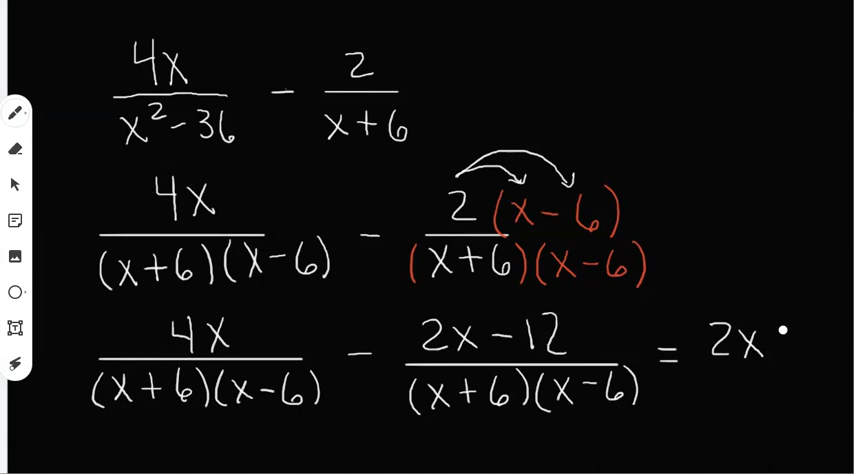 4x/(x² - 36) - 2/(x + 6)
4x/((x + 6)(x - 6)) - 2(x - 6)/((x + 6)(x - 6))
4x/((x + 6)(x - 6)) - (2x - 12)/((x + 6)(x - 6)) = 2x